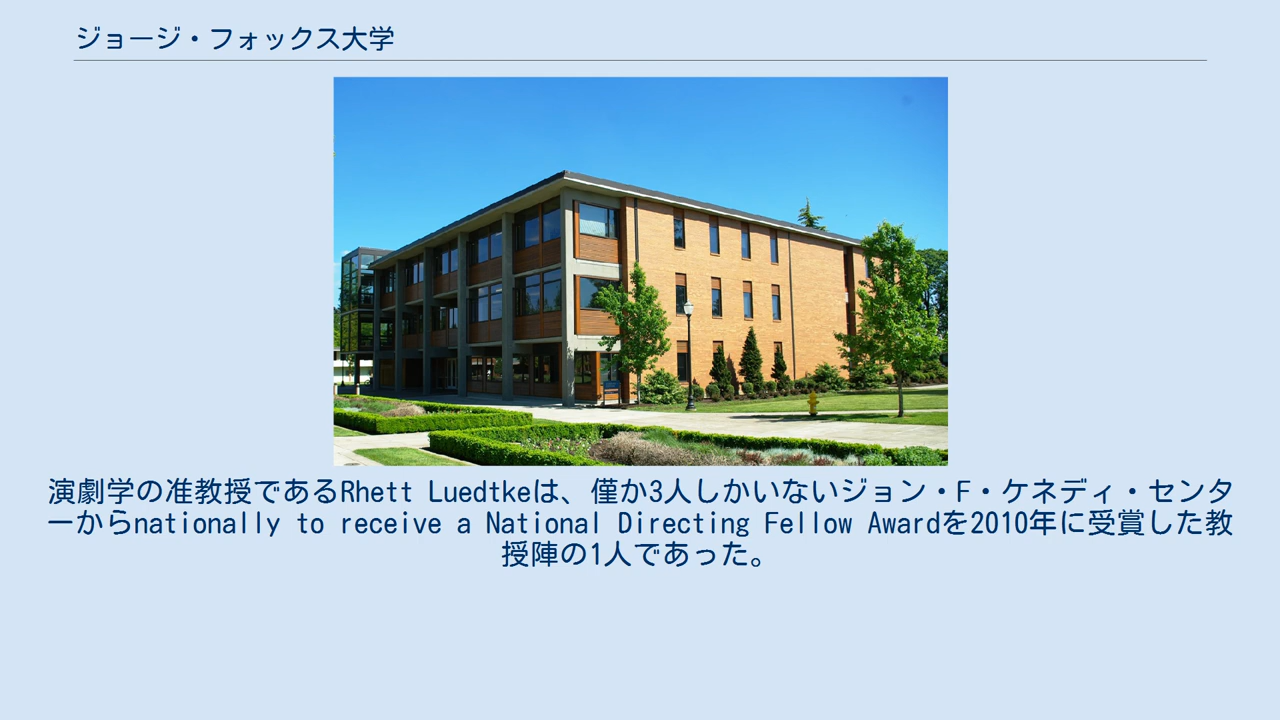 ジョージ・フォックス大学
演劇学の准教授であるRhett Luedtkeは、僅か3人しかいないジョン・F・ケネディ・センタ
ーからnationally to receive a National Directing Fellow Awardを2010年に受賞した教
授陣の1人であった。